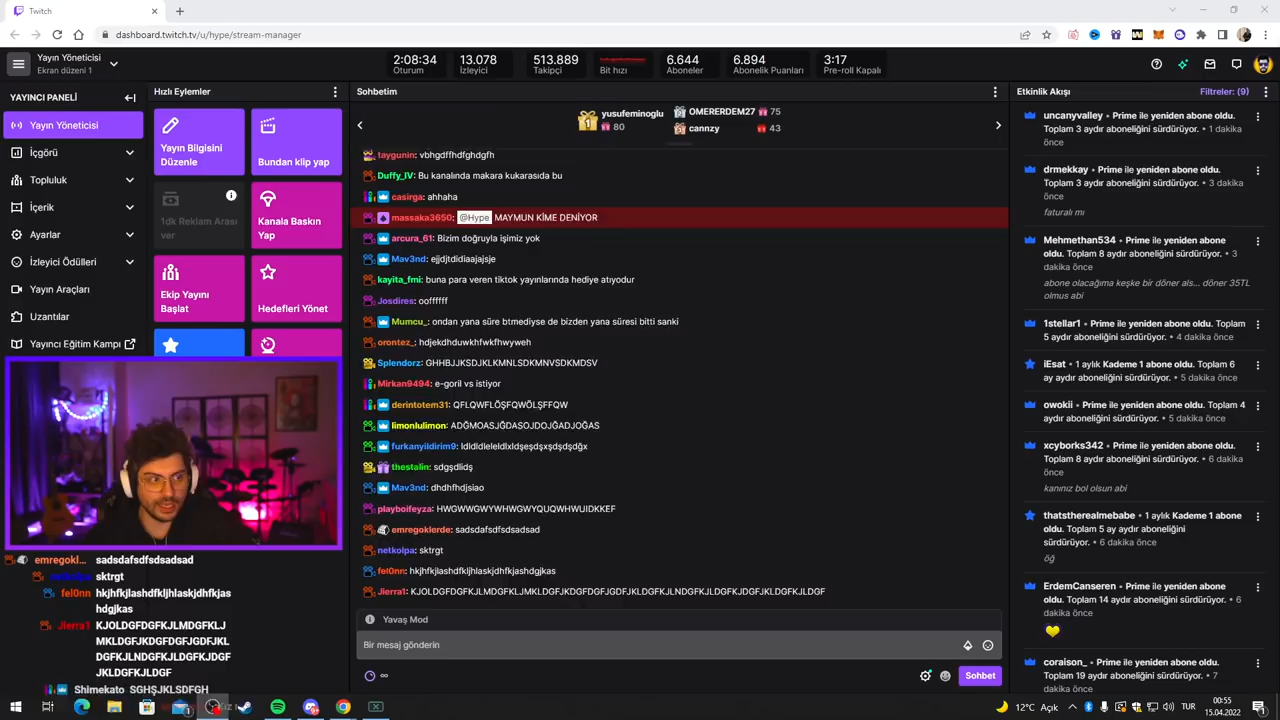 Twitch
dashboard.twitch.tv/u/hype/stream-manager
Yayın Yöneticisi
Ekran düzeni 1
2:08:34
Oturum
13.078
İzleyici
513.889
Takipçi
Bit hızı
6.644
Aboneler
6.894
Abonelik Puanları
3:17
Pre-roll Kapalı
YAYINCI PANELİ
Yayın Yöneticisi
İçgörü
Topluluk
İçerik
Ayarlar
İzleyici Ödülleri
Yayın Araçları
Uzantılar
Yayıncı Eğitim Kampı
Hızlı Eylemler
Yayın Bilgisini
Düzenle
Bundan klip yap
1dk Reklam Arası
ver
Kanala Baskın
Yap
Ekip Yayını
Başlat
Hedefleri Yönet
Sohbetim
1
yusufeminoglu
80
OMERERDEM27 75
cannzy 43
taygunin: vbhgdffhdfghdgfh
Duffy_IV: Bu kanalında makara kukarasıda bu
casirga: ahhaha
massaka3650: @Hype MAYMUN KİME DENİYOR
arcura_61: Bizim doğruyla işimiz yok
Mav3nd: ejjdjtdidiaajajsje
kayita_fmi: buna para veren tiktok yayınlarında hediye atıyodur
Josdires: ooffffff
Mumcu_: ondan yana süre btmediyse de bizden yana süresi bitti sanki
orontez_: hdjekdhduwkhfwkfhwyweh
Splendorz: GHHBJJKSDJKLKMNLSDKMNVSDKMDSV
Mirkan9494: e-goril vs istiyor
derintotem31: QFLQWFLÕŞFQWÕLŞFFQW
limonlulimon: ADĞMOASJĞDASOJDOJĞADJOĞAS
furkanyildirim9: ldldldleleldlxldşeşdşxşdşdşdğx
thestalin: sdgşdlidş
Mav3nd: dhdhfhdjsiao
playboifeyza: HWGWWGWYWHWGWYQUQWHWUIDKKEF
emregoklerde: sadsdafsdfsdsadsad
netkolpa: sktrgt
fel0nn: hkjhfkjlashdfkljhlaskjdhfkjashdgjkas
Jierra1: KJOLDGFDGFKJLMDGFKLJMKLDGFJKDGFDGFJGDFJKLDGFKJLNDGFKJLDGFKJDGFJKLDGFKJLDGF
Yavaş Mod
Bir mesaj gönderin
∞
Sohbet
Etkinlik Akışı
Filtreler: (9)
uncanyvalley • Prime ile yeniden abone oldu.
Toplam 3 aydır aboneliğini sürdürüyor. • 1 dakika
önce
drmekkay • Prime ile yeniden abone oldu.
Toplam 3 aydır aboneliğini sürdürüyor. • 3 dakika
önce
faturalı mı
Mehmethan534 • Prime ile yeniden abone
oldu. Toplam 8 aydır aboneliğini sürdürüyor. • 3
dakika önce
abone olacağıma keşke bir döner als... döner 35TL
olmus abi
1stellar1 • Prime ile yeniden abone oldu. Toplam
5 aydır aboneliğini sürdürüyor. • 4 dakika önce
iEsat • 1 aylık Kademe 1 abone oldu. Toplam 6
ay aydır aboneliğini sürdürüyor. • 5 dakika önce
owokii • Prime ile yeniden abone oldu. Toplam 4
aydır aboneliğini sürdürüyor. • 5 dakika önce
xcyborks342 • Prime ile yeniden abone oldu.
Toplam 8 aydır aboneliğini sürdürüyor. • 6 dakika
önce
kanınız bol olsun abi
thatstherealmebabe • 1 aylık Kademe 1 abone
oldu. Toplam 5 ay aydır aboneliğini
sürdürüyor. • 6 dakika önce
öğ
ErdemCanseren • Prime ile yeniden abone oldu.
Toplam 14 aydır aboneliğini sürdürüyor. • 6
dakika önce
coraison_ • Prime ile yeniden abone oldu.
Toplam 19 aydır aboneliğini sürdürüyor. • 7
emregokl... sadsdafsdfsdsadsad
netkolpa sktrgt
fel0nn hkjhfkjlashdfkljhlaskjdhfkjas
hdgjkas
Jierra1 KJOLDGFDGFKJLMDGFKLJ
MKLDGFJKDGFDGFJGDFJKL
DGFKJLNDGFKJLDGFKJDGF
JKLDGFKJLDGF
Shimekato SGHŞJKLSDFGH
12°C Açık
TUR
00:55
15.04.2022